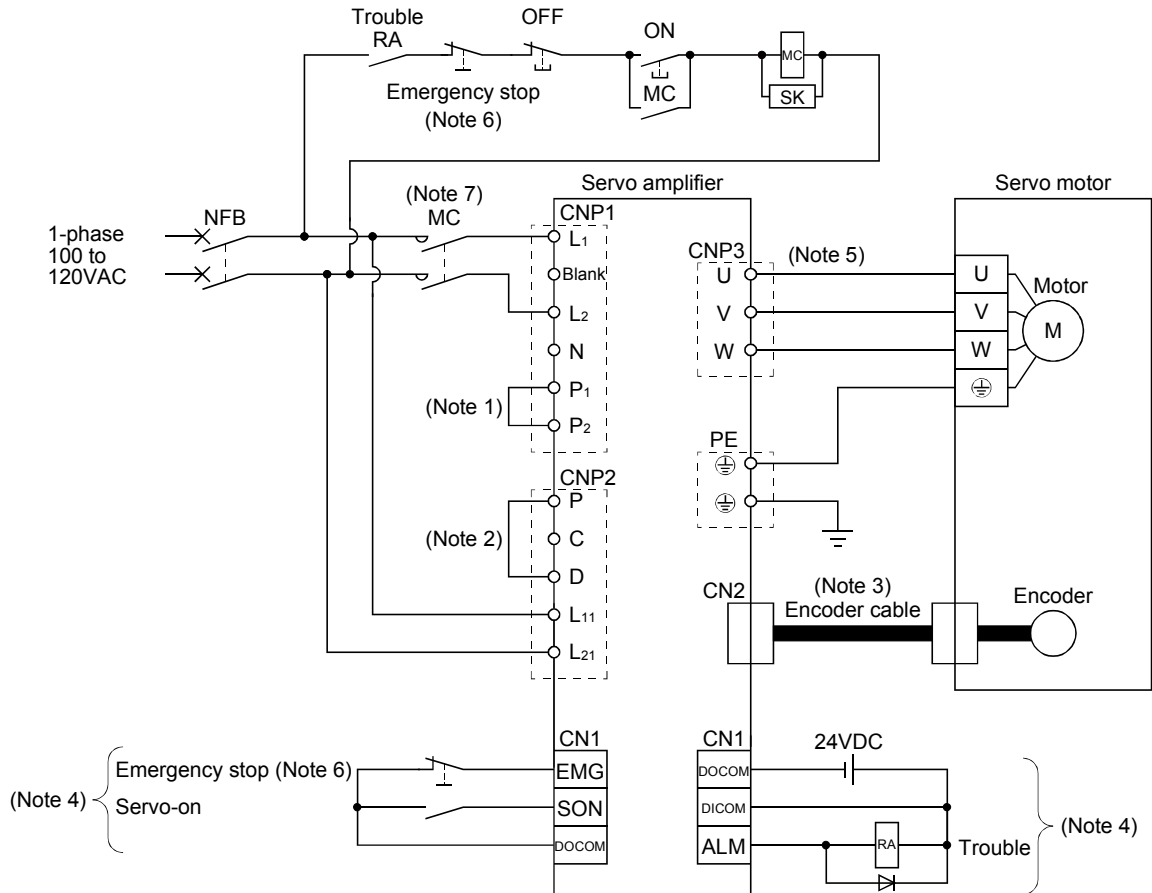 Trouble
RA
OFF
ON
MC
Emergency stop
(Note 6)
MC
SK
Servo amplifier
Servo motor
(Note 7)
MC
NFB
1-phase
100 to
120VAC
CNP1
L1
Blank
L2
N
P1
P2
(Note 1)
CNP2
P
C
D
L11
L21
(Note 2)
CNP3
U
V
W
(Note 5)
U
V
W
Motor
M
PE
CN2
(Note 3)
Encoder cable
Encoder
CN1
EMG
SON
DOCOM
(Note 4)
Emergency stop (Note 6)
Servo-on
CN1
DOCOM
DICOM
ALM
24VDC
RA
Trouble
(Note 4)